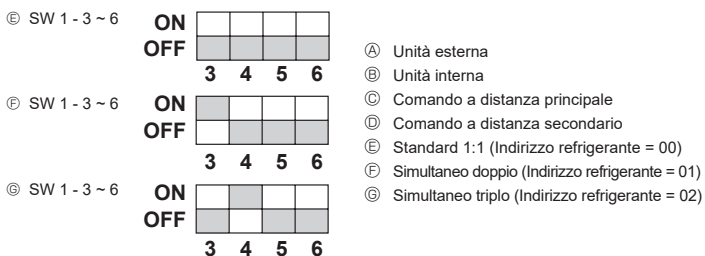 Ⓔ SW 1 - 3 ~ 6
ON
OFF
3 4 5 6
Ⓕ SW 1 - 3 ~ 6
ON
OFF
3 4 5 6
Ⓖ SW 1 - 3 ~ 6
ON
OFF
3 4 5 6
Ⓐ Unità esterna
Ⓑ Unità interna
Ⓒ Comando a distanza principale
Ⓓ Comando a distanza secondario
Ⓔ Standard 1:1 (Indirizzo refrigerante = 00)
Ⓕ Simultaneo doppio (Indirizzo refrigerante = 01)
Ⓖ Simultaneo triplo (Indirizzo refrigerante = 02)